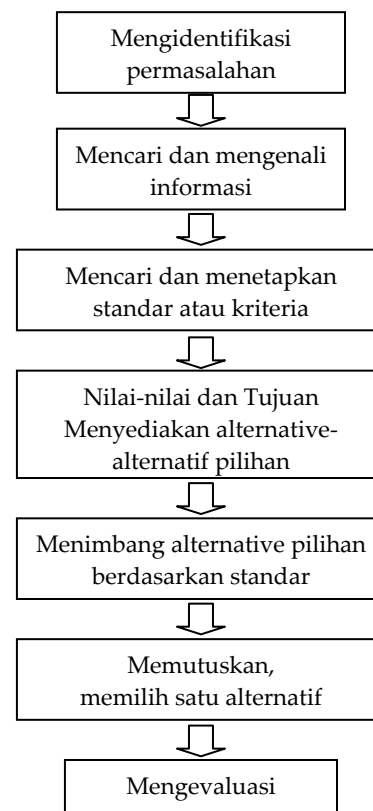 Mengidentifikasi
permasalahan
Mencari dan mengenali
informasi
Mencari dan menetapkan
standar atau kriteria
Nilai-nilai dan Tujuan
Menyediakan alternative-
alternatif pilihan
Menimbang alternative pilihan
berdasarkan standar
Memutuskan,
memilih satu alternatif
Mengevaluasi